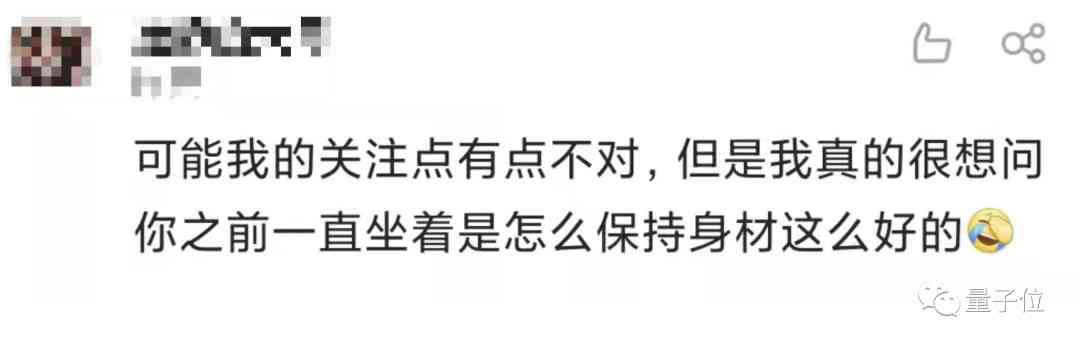 可能我的关注点有点不对，但是我真的很想问
你之前一直坐着是怎么保持身材这么好的🤣
量子位